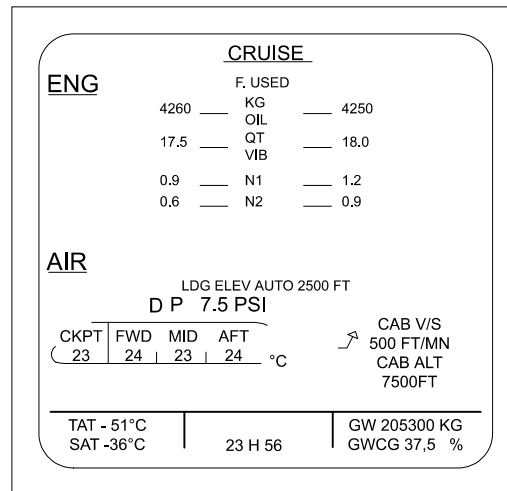 CRUISE
ENG
F. USED
4260 KG 4250
OIL
17.5 QT 18.0
VIB
0.9 N1 1.2
0.6 N2 0.9
AIR
LDG ELEV AUTO 2500 FT
D P 7.5 PSI
CKPT FWD MID AFT
23 24 23 24 °C
CAB V/S
500 FT/MN
CAB ALT
7500FT
TAT - 51°C
SAT -36°C
23 H 56
GW 205300 KG
GWCG 37,5 %